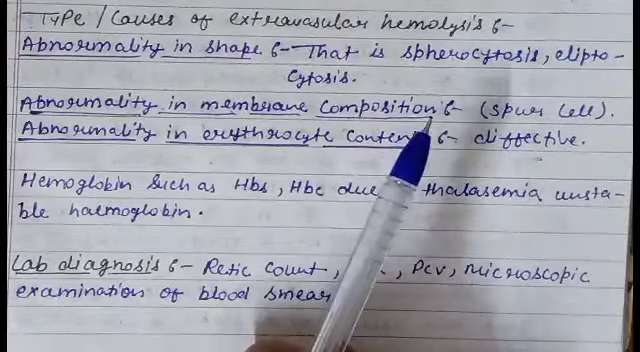 Type / Causes of extravasular hemolysis :-
Abnormality in shape :- That is spherocytosis, elipto-
cytosis.
Abnormality in membrane composition :- (spur cell).
Abnormality in erythrocyte conten :- diffective.
Hemoglobin such as Hbs, Hbc due thalasemia unsta-
ble haemoglobin.
Lab diagnosis :- Retic count, , PCV, microscopic
examination of blood smear